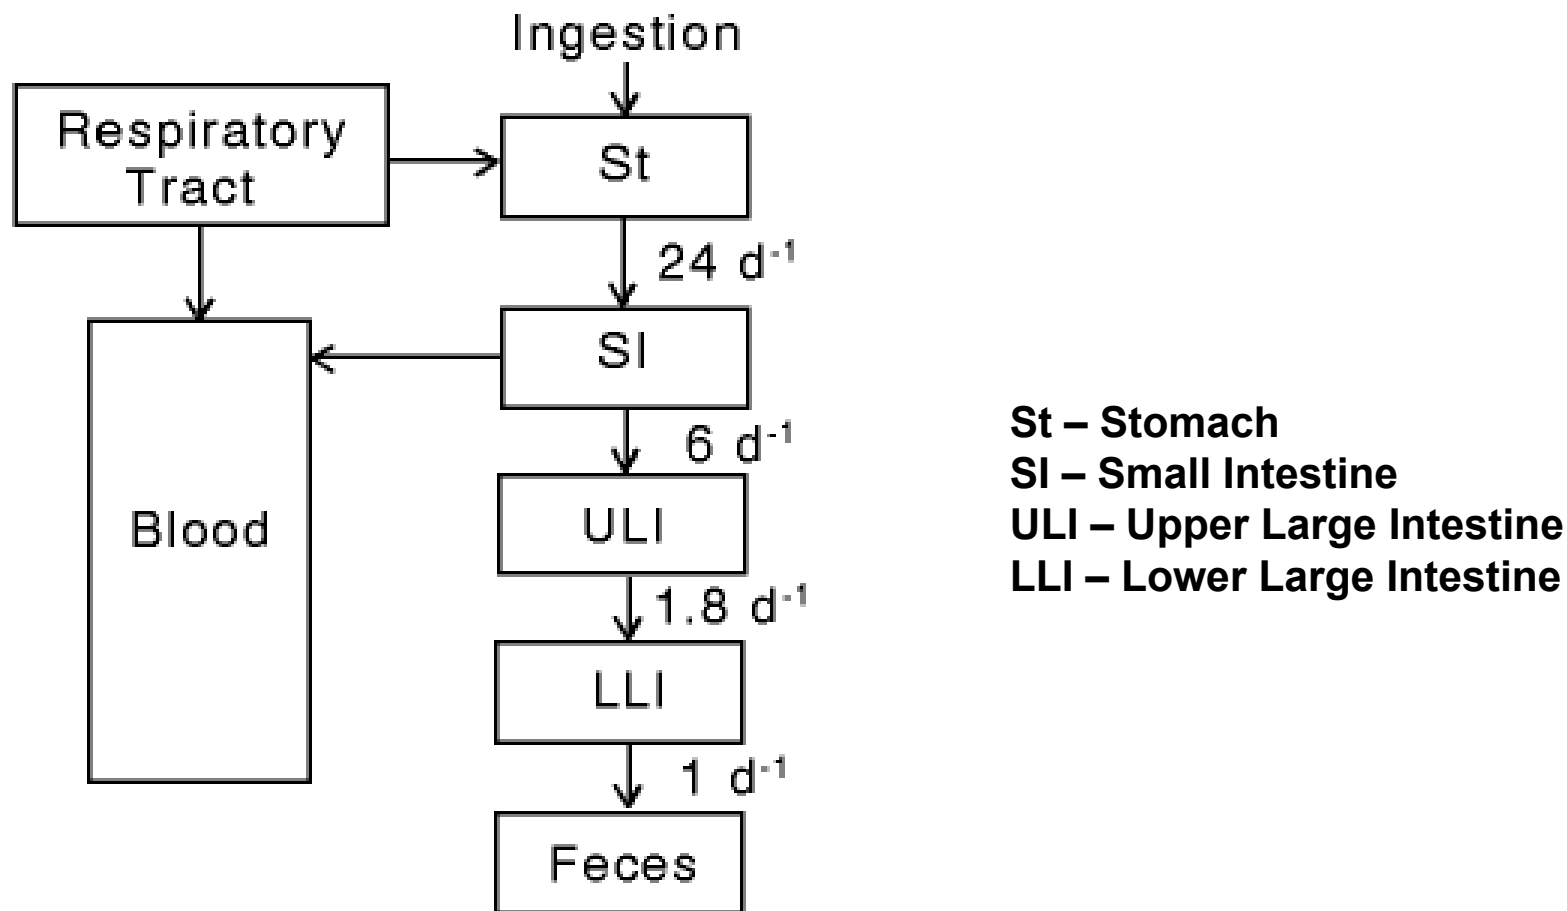 Ingestion
Respiratory
Tract
St
24 d⁻¹
SI
6 d⁻¹
ULI
Blood
1.8 d⁻¹
LLI
1 d⁻¹
Feces
St – Stomach
SI – Small Intestine
ULI – Upper Large Intestine
LLI – Lower Large Intestine